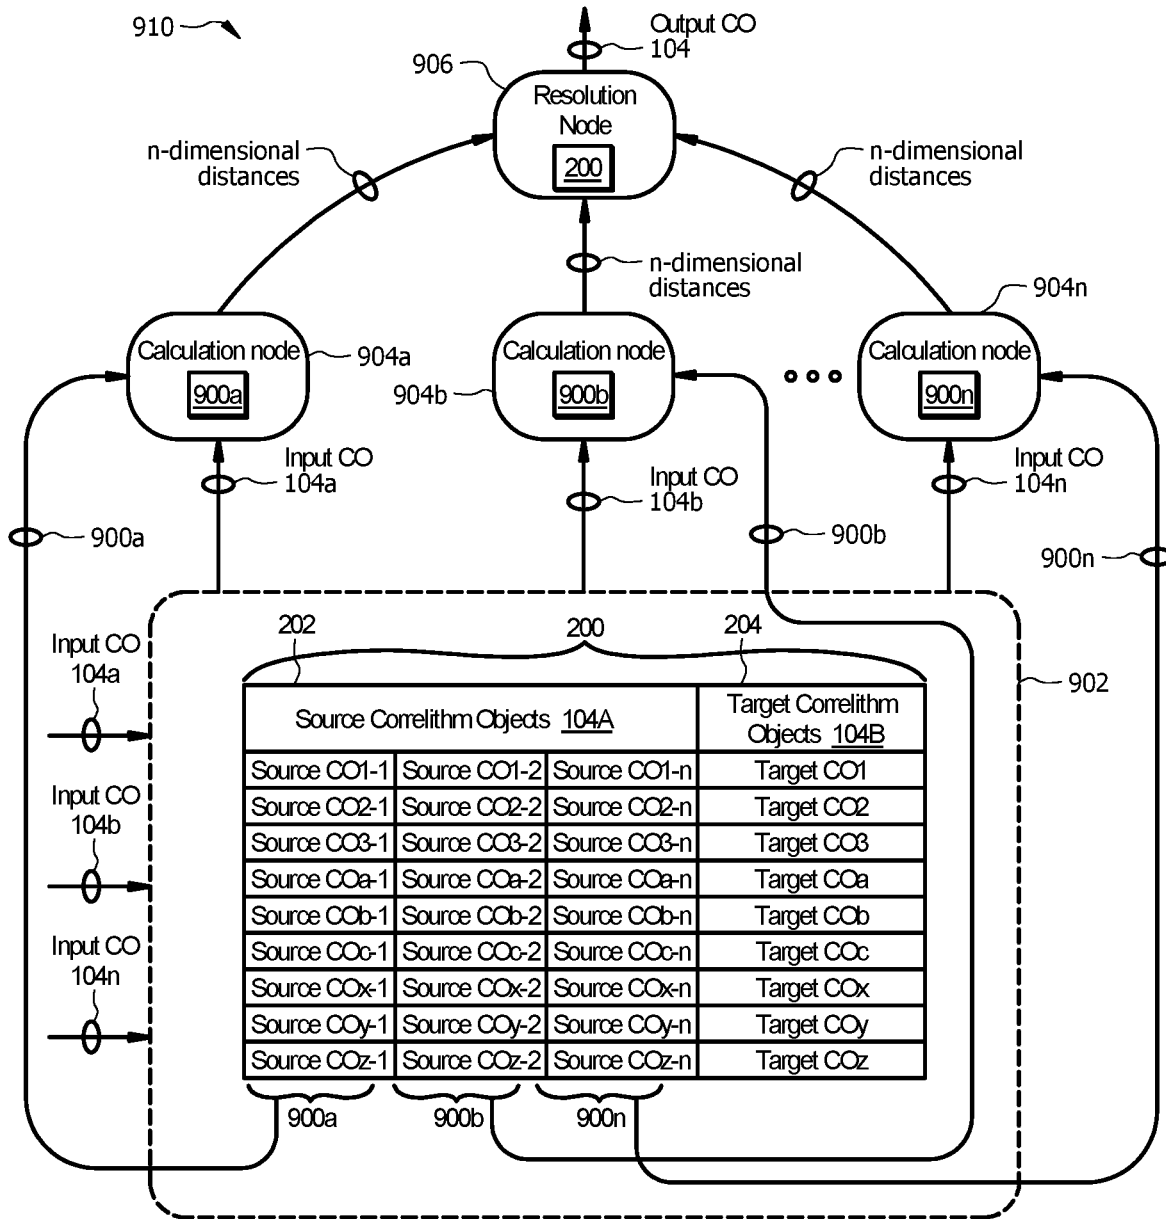 910
Output CO
104
906
Resolution
Node
200
n-dimensional
distances
n-dimensional
distances
n-dimensional
distances
904n
Calculation node
900a
904a
Calculation node
900b
904b
Calculation node
900n
Input CO
104a
Input CO
104b
Input CO
104n
900a
900b
900n
Input CO
104a
Input CO
104b
Input CO
104n
202
200
204
902
Source Correlithm Objects 104A
Target Correlithm
Objects 104B
Source CO1-1 Source CO1-2 Source CO1-n Target CO1
Source CO2-1 Source CO2-2 Source CO2-n Target CO2
Source CO3-1 Source CO3-2 Source CO3-n Target CO3
Source COa-1 Source COa-2 Source COa-n Target COa
Source COb-1 Source COb-2 Source COb-n Target COb
Source COc-1 Source COc-2 Source COc-n Target COc
Source COx-1 Source COx-2 Source COx-n Target COx
Source COy-1 Source COy-2 Source COy-n Target COy
Source COz-1 Source COz-2 Source COz-n Target COz
900a
900b
900n